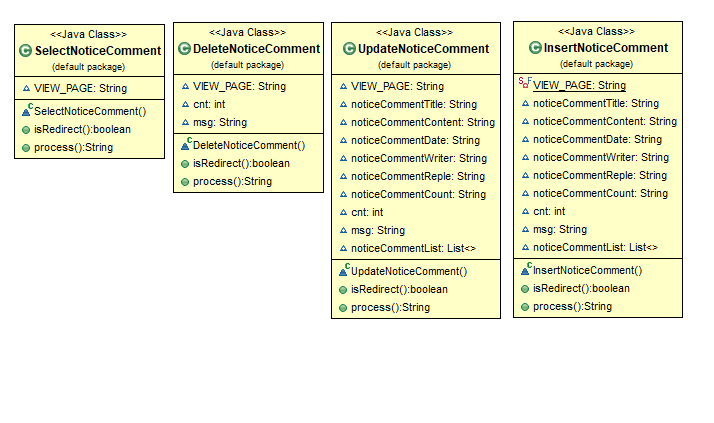 <<Java Class>>
SelectNoticeComment
(default package)
VIEW_PAGE: String
SelectNoticeComment()
isRedirect():boolean
process():String
<<Java Class>>
DeleteNoticeComment
(default package)
VIEW_PAGE: String
cnt: int
msg: String
DeleteNoticeComment()
isRedirect():boolean
process():String
<<Java Class>>
UpdateNoticeComment
(default package)
VIEW_PAGE: String
noticeCommentTitle: String
noticeCommentContent: String
noticeCommentDate: String
noticeCommentWriter: String
noticeCommentReple: String
noticeCommentCount: String
cnt: int
msg: String
noticeCommentList: List<>
UpdateNoticeComment()
isRedirect():boolean
process():String
<<Java Class>>
InsertNoticeComment
(default package)
VIEW_PAGE: String
noticeCommentTitle: String
noticeCommentContent: String
noticeCommentDate: String
noticeCommentWriter: String
noticeCommentReple: String
noticeCommentCount: String
cnt: int
msg: String
noticeCommentList: List<>
InsertNoticeComment()
isRedirect():boolean
process():String